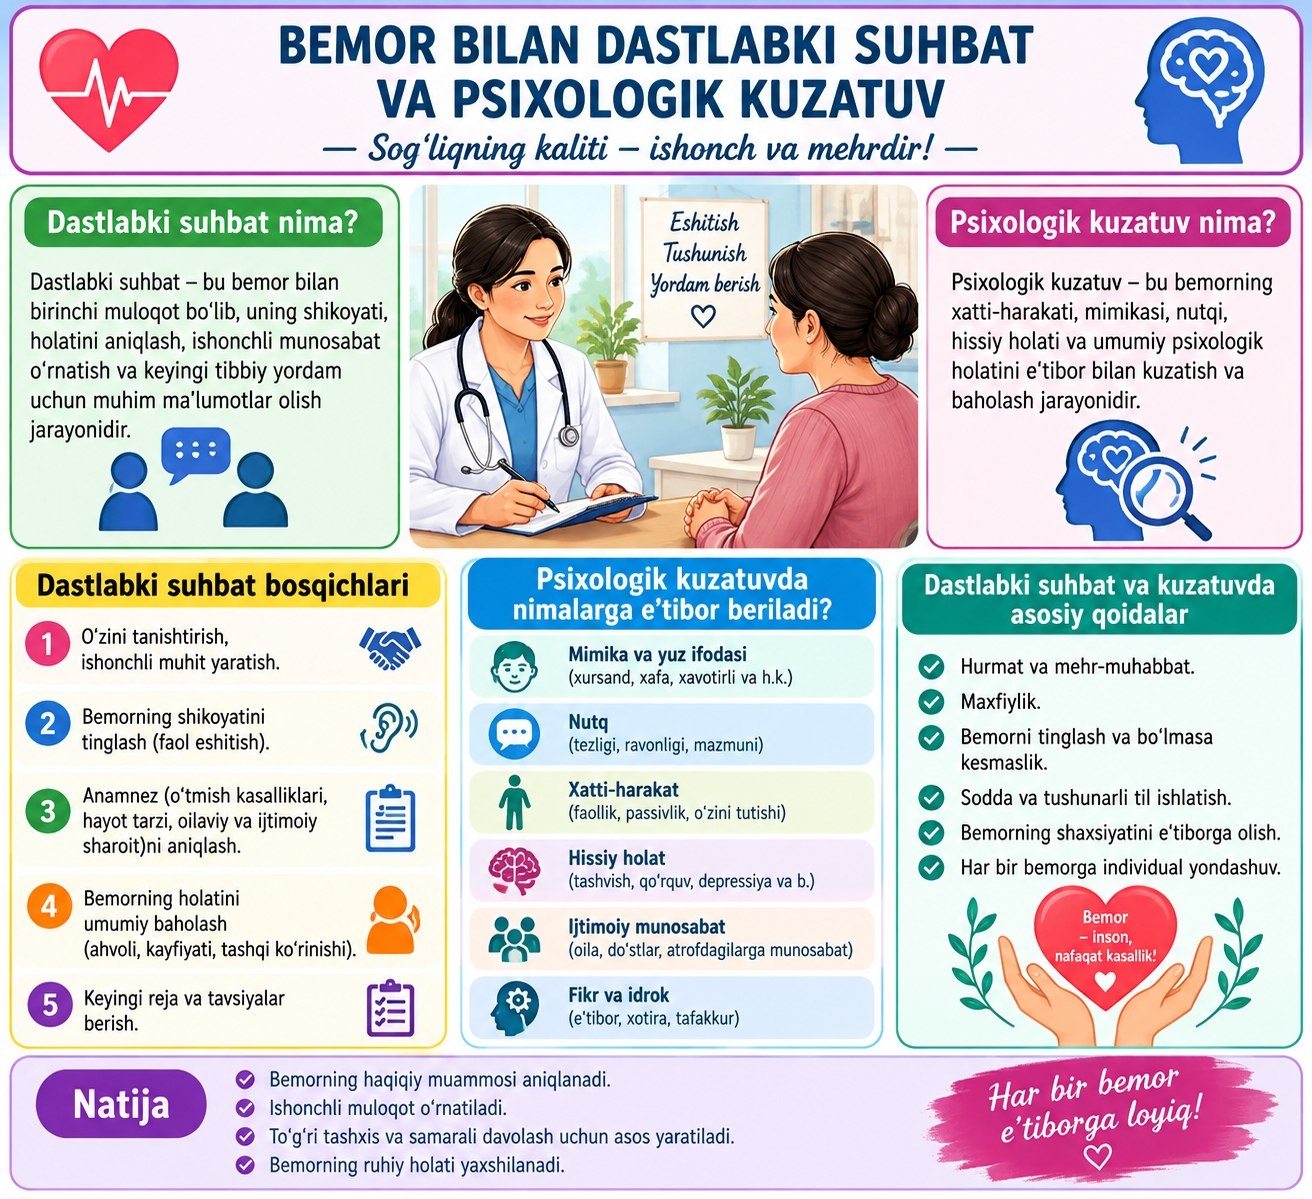 BEMOR BILAN DASTLABKI SUHBAT
VA PSIXOLOGIK KUZATUV
— Sog‘liqning kaliti – ishonch va mehrdir! —
Dastlabki suhbat nima?
Dastlabki suhbat – bu bemor bilan
birinchi muloqot bo‘lib, uning shikoyati,
holatini aniqlash, ishonchli munosabat
o‘rnatish va keyingi tibbiy yordam
uchun muhim ma’lumotlar olish
jarayonidir.
Eshitish
Tushunish
Yordam berish
Psixologik kuzatuv nima?
Psixologik kuzatuv – bu bemorning
xatti-harakati, mimikasi, nutqi,
hissiy holati va umumiy psixologik
holatini e‘tibor bilan kuzatish va
baholash jarayonidir.
Dastlabki suhbat bosqichlari
1 O‘zini tanishtirish,
ishonchli muhit yaratish.
2 Bemorning shikoyatini
tinglash (faol eshitish).
3 Anamnez (o‘tmish kasalliklari,
hayot tarzi, oilaviy va ijtimoiy
sharoit)ni aniqlash.
4 Bemorning holatini
umumiy baholash
(ahvoli, kayfiyati, tashqi ko‘rinishi).
5 Keyingi reja va tavsiyalar
berish.
Psixologik kuzatuvda
nimalarga e’tibor beriladi?
Mimika va yuz ifodasi
(xursand, xafa, xavotirli va h.k.)
Nutq
(tezligi, ravonligi, mazmuni)
Xatti-harakat
(faollik, passivlik, o‘zini tutishi)
Hissiy holat
(tashvish, qo‘rquv, depressiya va b.)
Ijtimoiy munosabat
(oila, do‘stlar, atrofdagilarga munosabat)
Fikr va idrok
(e'tibor, xotira, tafakkur)
Dastlabki suhbat va kuzatuvda
asosiy qoidalar
Hurmat va mehr-muhabbat.
Maxfiylik.
Bemorni tinglash va bo‘lmasa
kesmaslik.
Sodda va tushunarli til ishlatish.
Bemorning shaxsiyatini e‘tiborga olish.
Har bir bemorga individual yondashuv.
Bemor
– inson,
nafaqat kasallik!
Natija
Bemorning haqiqiy muammosi aniqlanadi.
Ishonchli muloqot o‘rnatiladi.
To‘g‘ri tashxis va samarali davolash uchun asos yaratiladi.
Bemorning ruhiy holati yaxshilanadi.
Har bir bemor
e’tiborga loyiq!